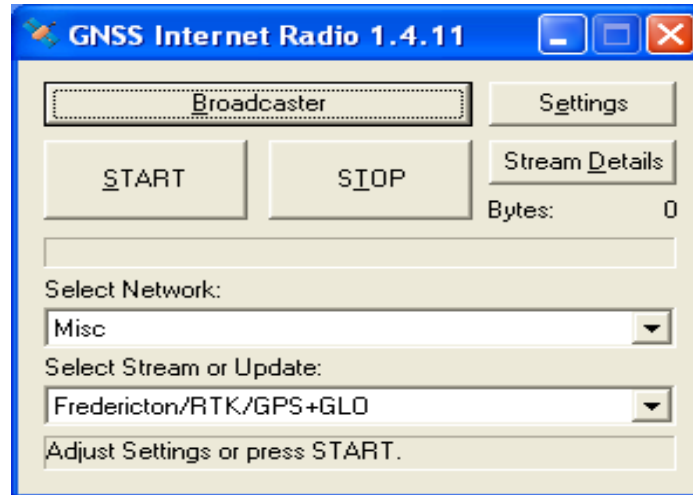 GNSS Internet Radio 1.4.11
Broadcaster Settings
START STOP Stream Details
Bytes: 0
Select Network:
Misc
Select Stream or Update:
Fredericton/RTK/GPS+GLO
Adjust Settings or press START.